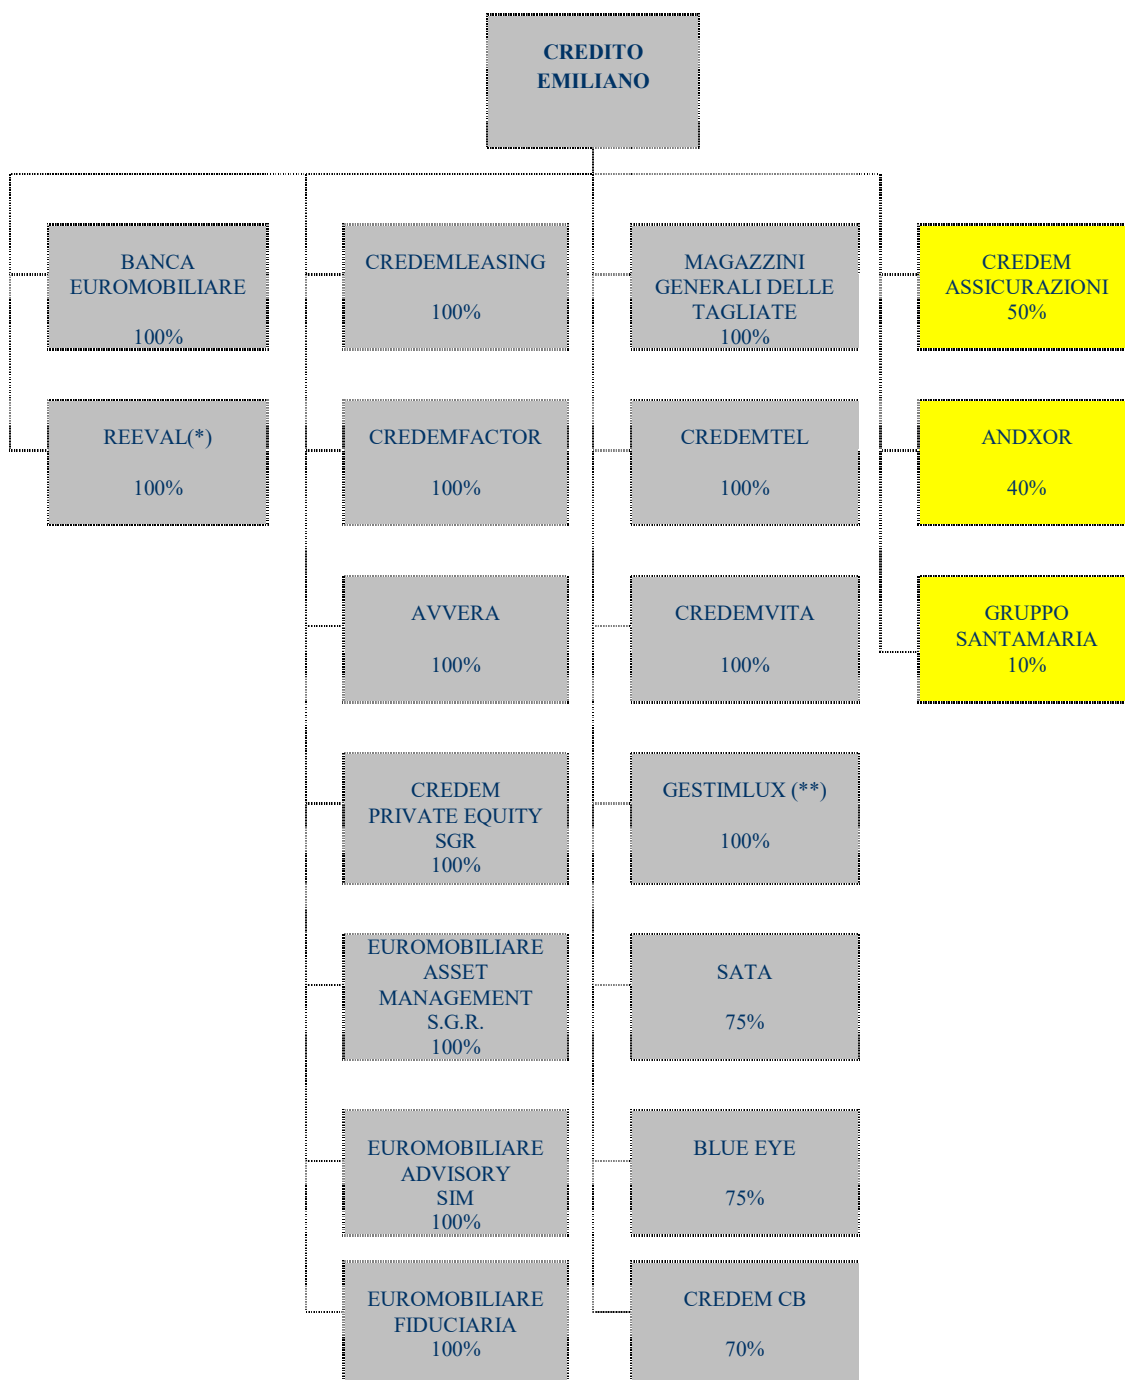 CREDITO
EMILIANO
BANCA
EUROMOBILIARE
100%
CREDEMLEASING
100%
MAGAZZINI
GENERALI DELLE
TAGLIATE
100%
CREDEM
ASSICURAZIONI
50%
REEVAL(*)
100%
CREDEMFACTOR
100%
CREDEMTEL
100%
ANDXOR
40%
AVVERA
100%
CREDEMVITA
100%
GRUPPO
SANTAMARIA
10%
CREDEM
PRIVATE EQUITY
SGR
100%
GESTIMLUX (**)
100%
EUROMOBILIARE
ASSET
MANAGEMENT
S.G.R.
100%
SATA
75%
EUROMOBILIARE
ADVISORY
SIM
100%
BLUE EYE
75%
EUROMOBILIARE
FIDUCIARIA
100%
CREDEM CB
70%